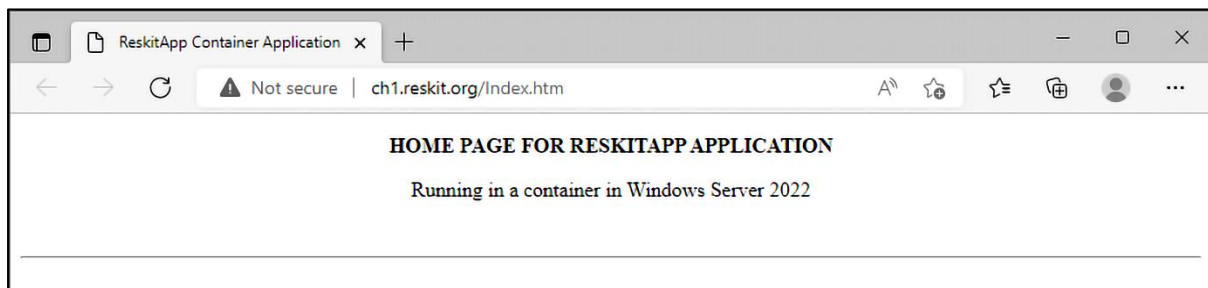 ReskitApp Container Application
Not secure | ch1.reskit.org/Index.htm
HOME PAGE FOR RESKITAPP APPLICATION
Running in a container in Windows Server 2022